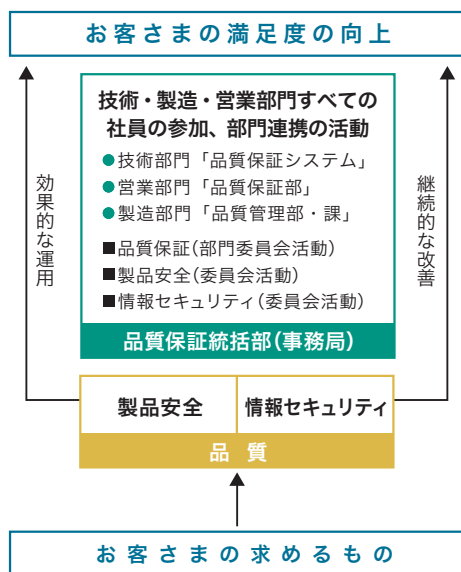 お客さまの満足度の向上
技術・製造・営業部門すべての
社員の参加、部門連携の活動
●技術部門「品質保証システム」
●営業部門「品質保証部」
●製造部門「品質管理部・課」
■品質保証(部門委員会活動)
■製品安全(委員会活動)
■情報セキュリティ(委員会活動)
品質保証統括部(事務局)
効果的な運用
継続的な改善
製品安全
情報セキュリティ
品質
お客さまの求めるもの